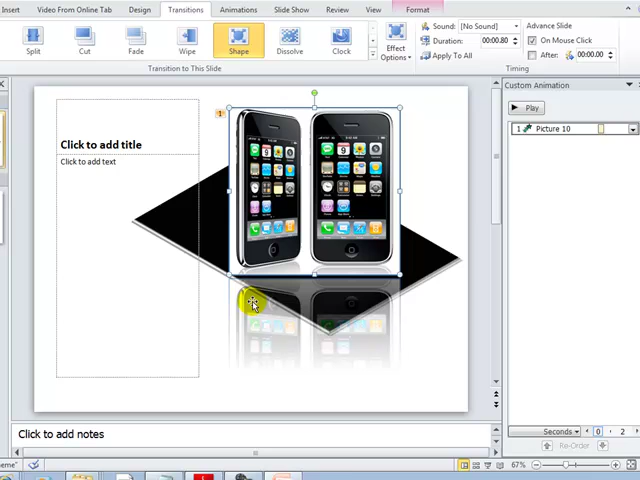 Insert
Video From Online Tab
Design
Transitions
Animations
Slide Show
Review
View
Format
Split
Cut
Fade
Wipe
Shape
Dissolve
Clock
Effect
Options
Sound: [No Sound]
Duration: 00:00.80
Apply To All
Advance Slide
On Mouse Click
After: 00:00.00
Transition to This Slide
Timing
Custom Animation
Play
1
Picture 10
1
Click to add title
Click to add text
Click to add notes
Seconds
0
2
Re-Order
eme"
67%